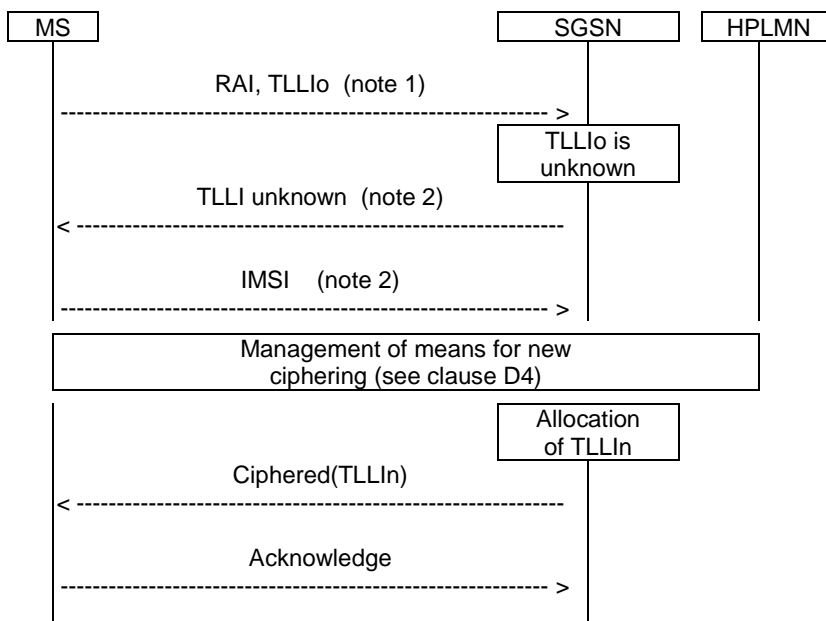 MS SGSN HPLMN
RAI, TLLIo (note 1)
TLLIo is
unknown
TLLI unknown (note 2)
IMSI (note 2)
Management of means for new
ciphering (see clause D4)
Allocation
of TLLIn
Ciphered(TLLIn)
Acknowledge